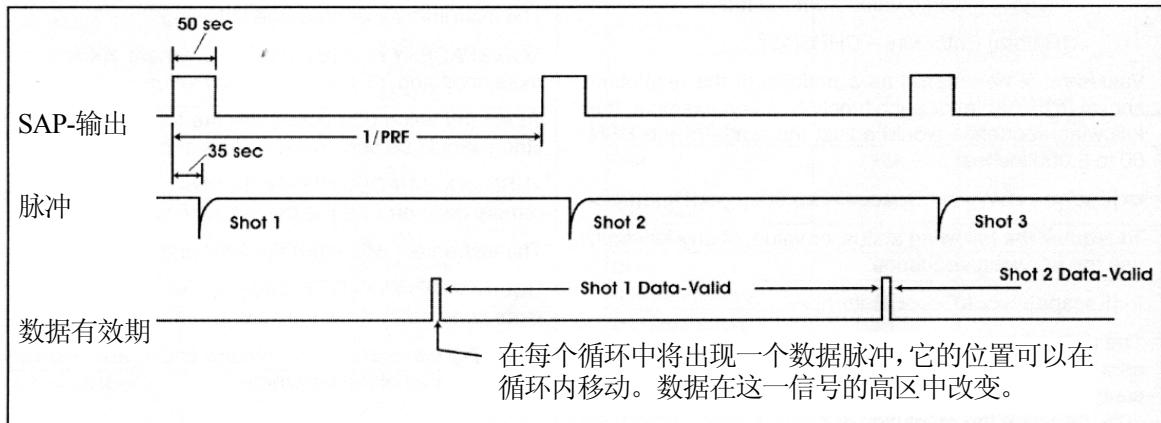 50 sec
SAP-输出
1/PRF
35 sec
脉冲
Shot 1
Shot 2
Shot 3
Shot 1 Data-Valid
Shot 2 Data-Valid
数据有效期
在每个循环中将出现一个数据脉冲，它的位置可以在
循环内移动。数据在这一信号的高区中改变。